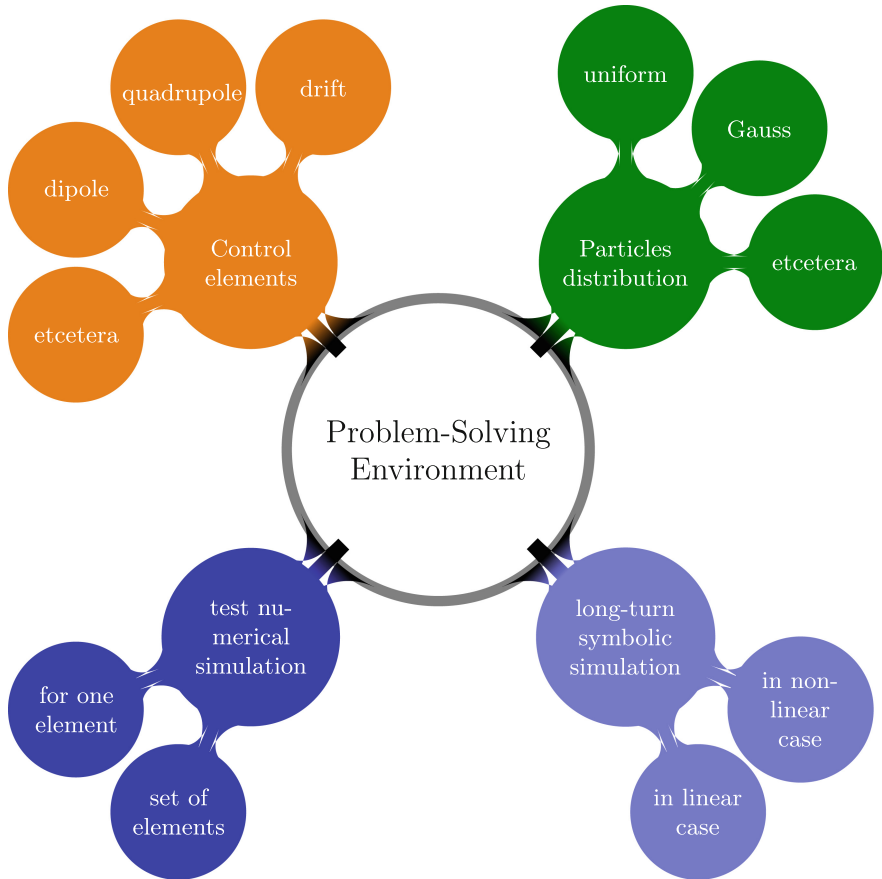 quadrupole
drift
dipole
Control
elements
etcetera
uniform
Gauss
Particles
distribution
etcetera
Problem-Solving
Environment
test nu-
merical
simulation
for one
element
set of
elements
long-turn
symbolic
simulation
in non-
linear
case
in linear
case